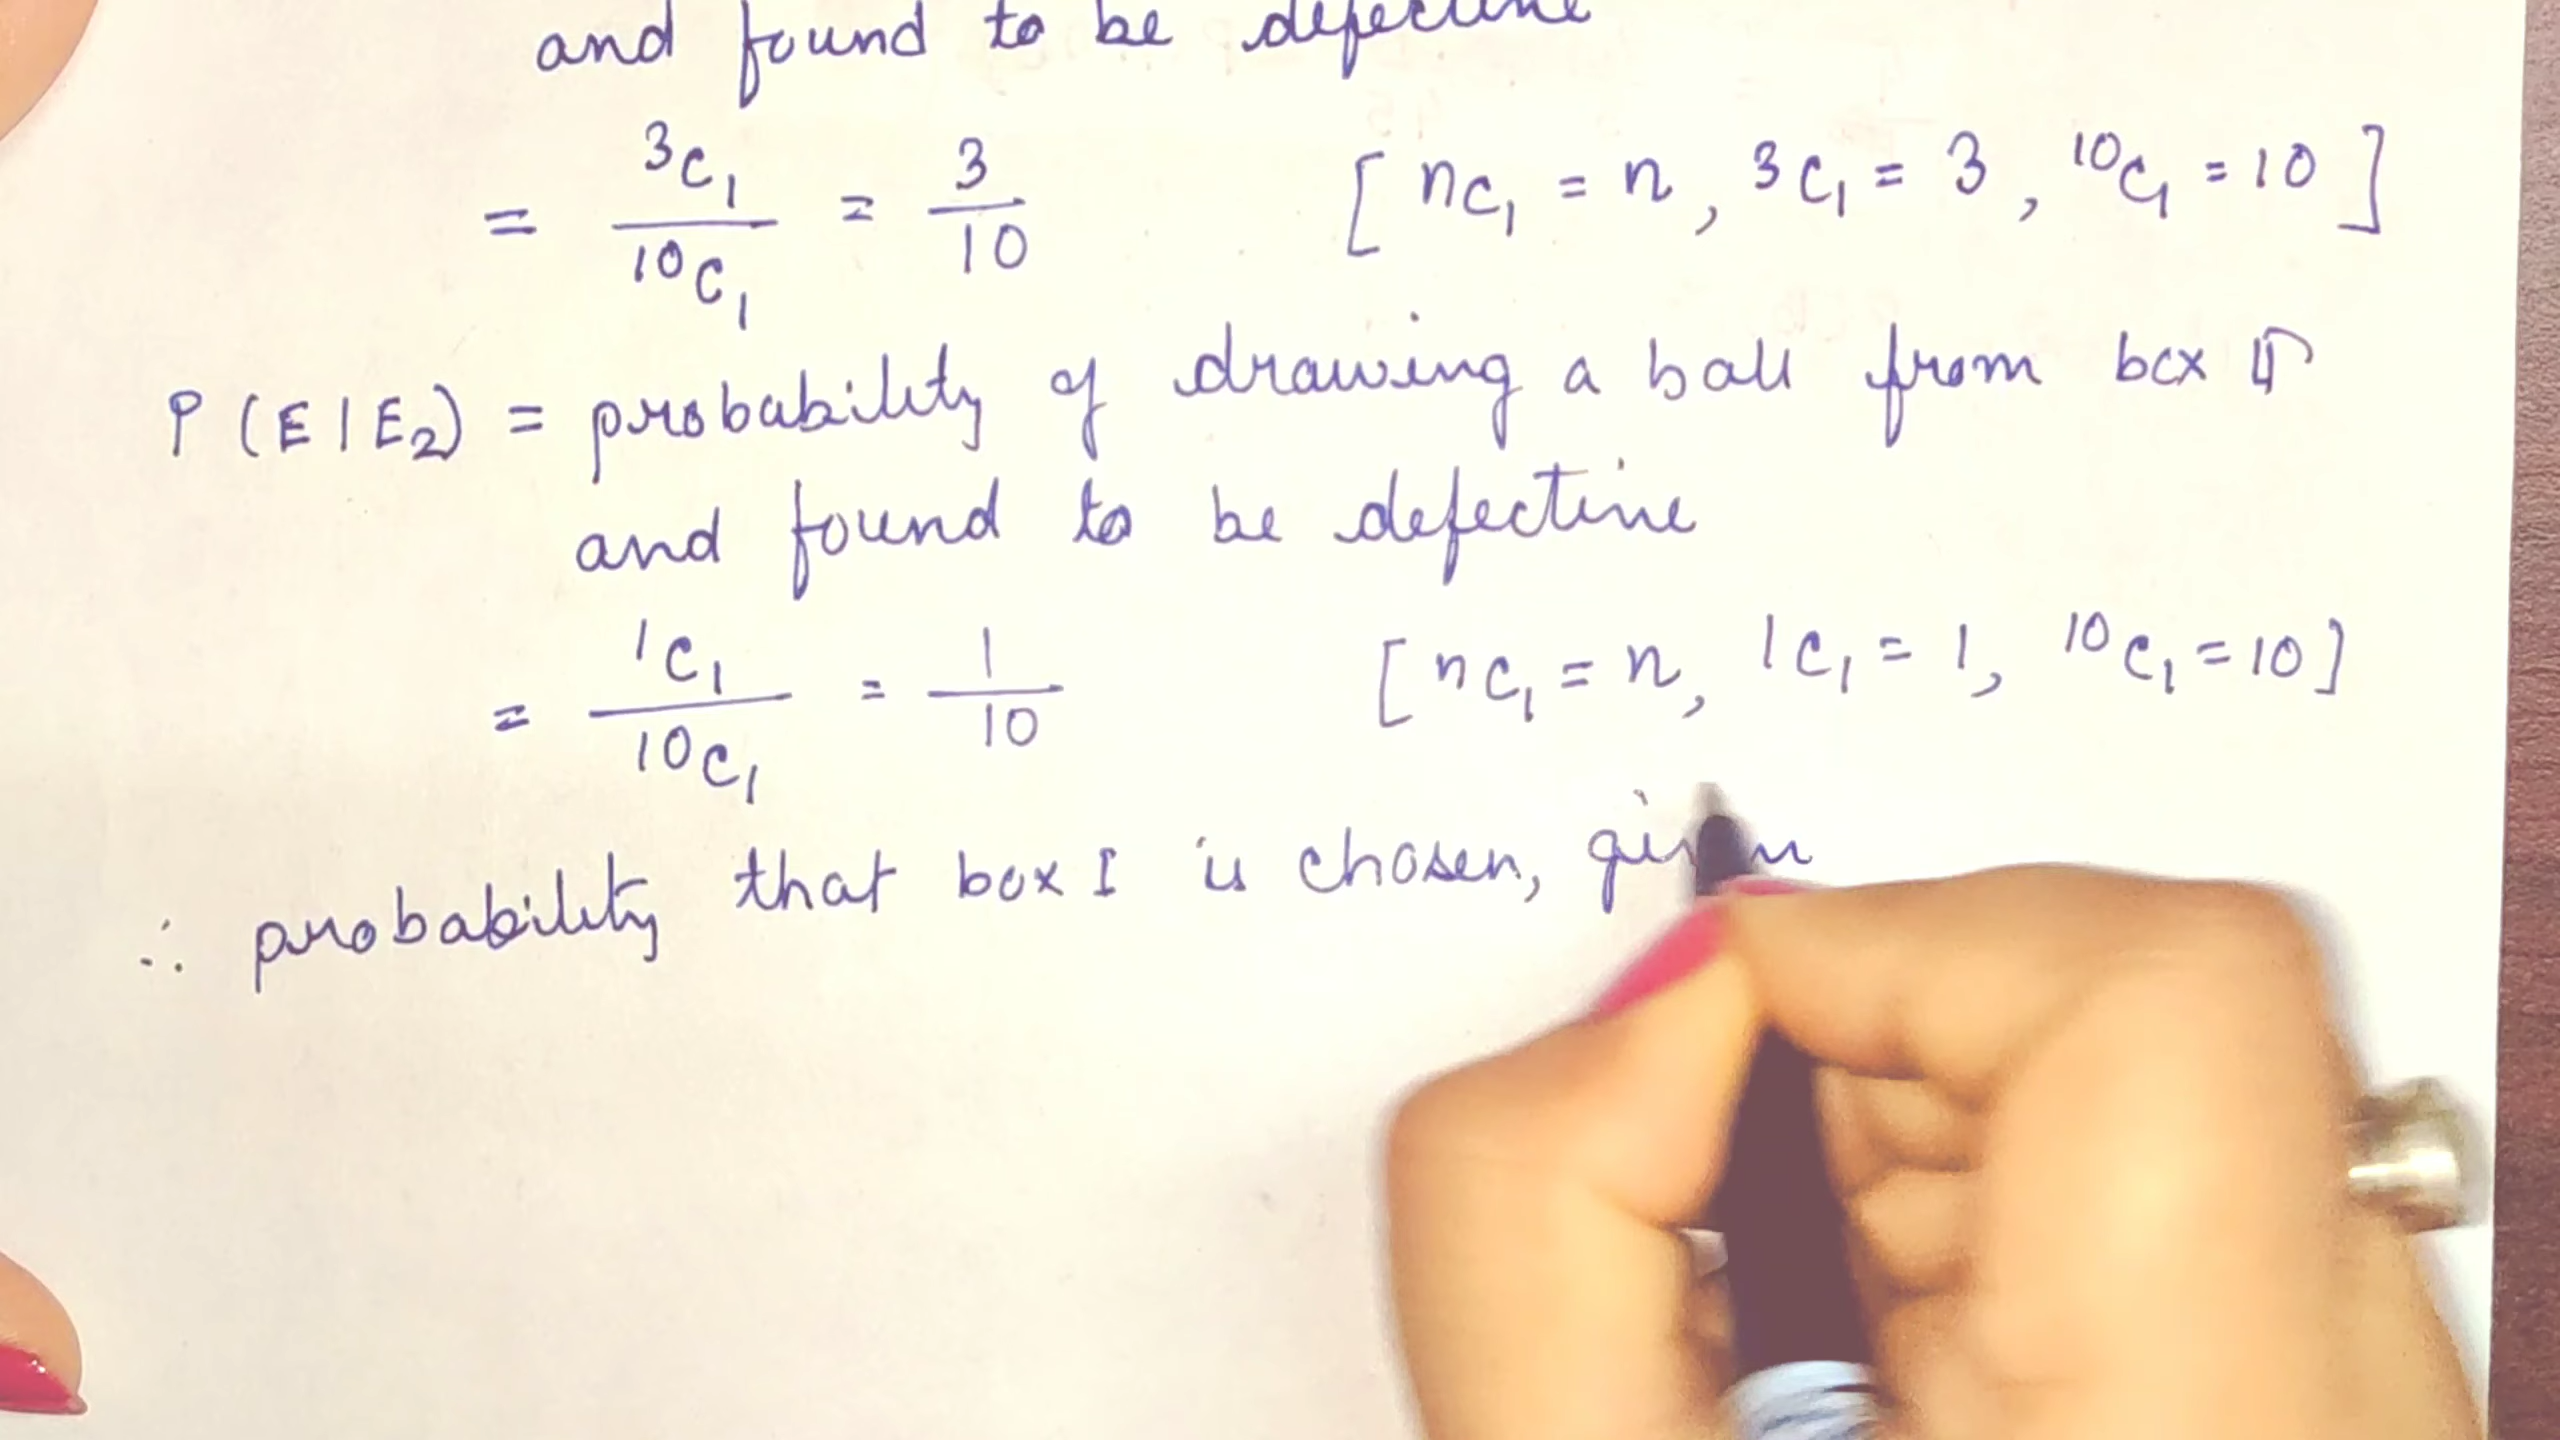 and found to be defective
= ³C₁ / ¹⁰C₁ = 3/10 [ nC₁ = n, ³C₁ = 3, ¹⁰C₁ = 10 ]
P(E|E₂) = probability of drawing a ball from box II
and found to be defective
= ¹C₁ / ¹⁰C₁ = 1/10 [ nC₁ = n, ¹C₁ = 1, ¹⁰C₁ = 10 ]
∴ probability that box I is chosen, given